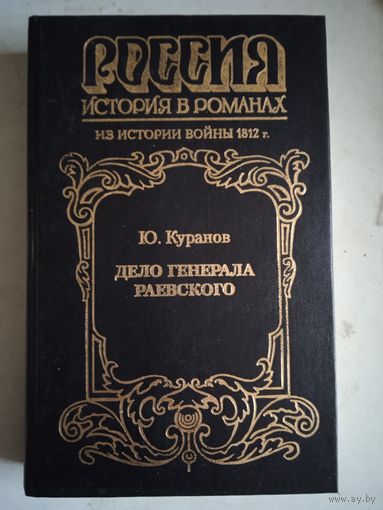 РОССИЯ
ИСТОРИЯ В РОМАНАХ
ИЗ ИСТОРИИ ВОЙНЫ 1812 г.
Ю. Куранов
ДЕЛО ГЕНЕРАЛА
РАЕВСКОГО
www.ay.by